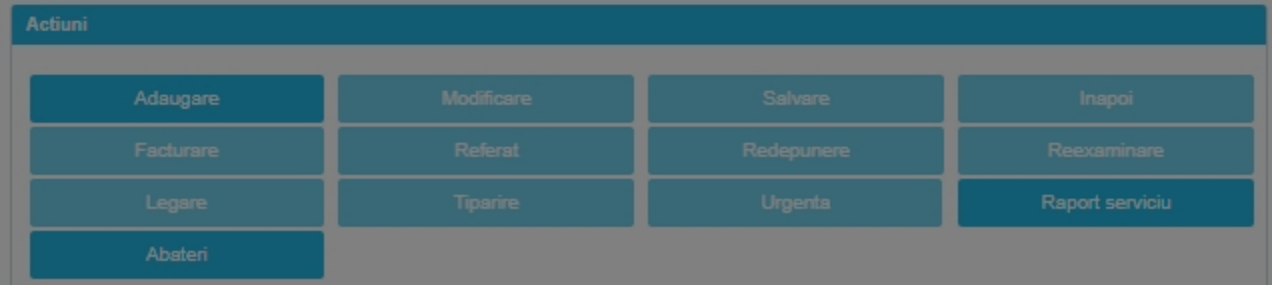 Actiuni
Adaugare Modificare Salvare Inapoi
Facturare Referat Redepunere Reexaminare
Legare Tiparire Urgenta Raport serviciu
Abateri